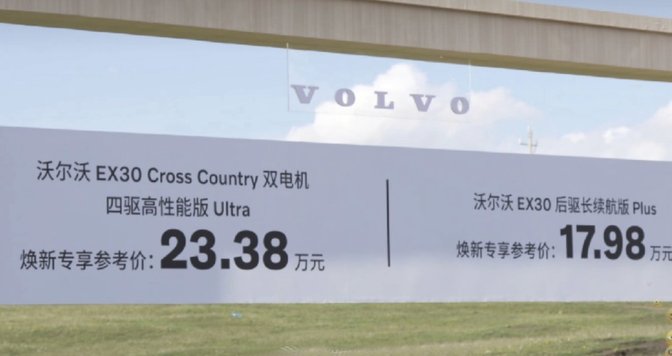 VOLVO
沃尔沃 EX30 Cross Country 双电机
四驱高性能版 Ultra
焕新专享参考价: 23.38 万元
沃尔沃 EX30 后驱长续航版 Plus
焕新专享参考价: 17.98 万元